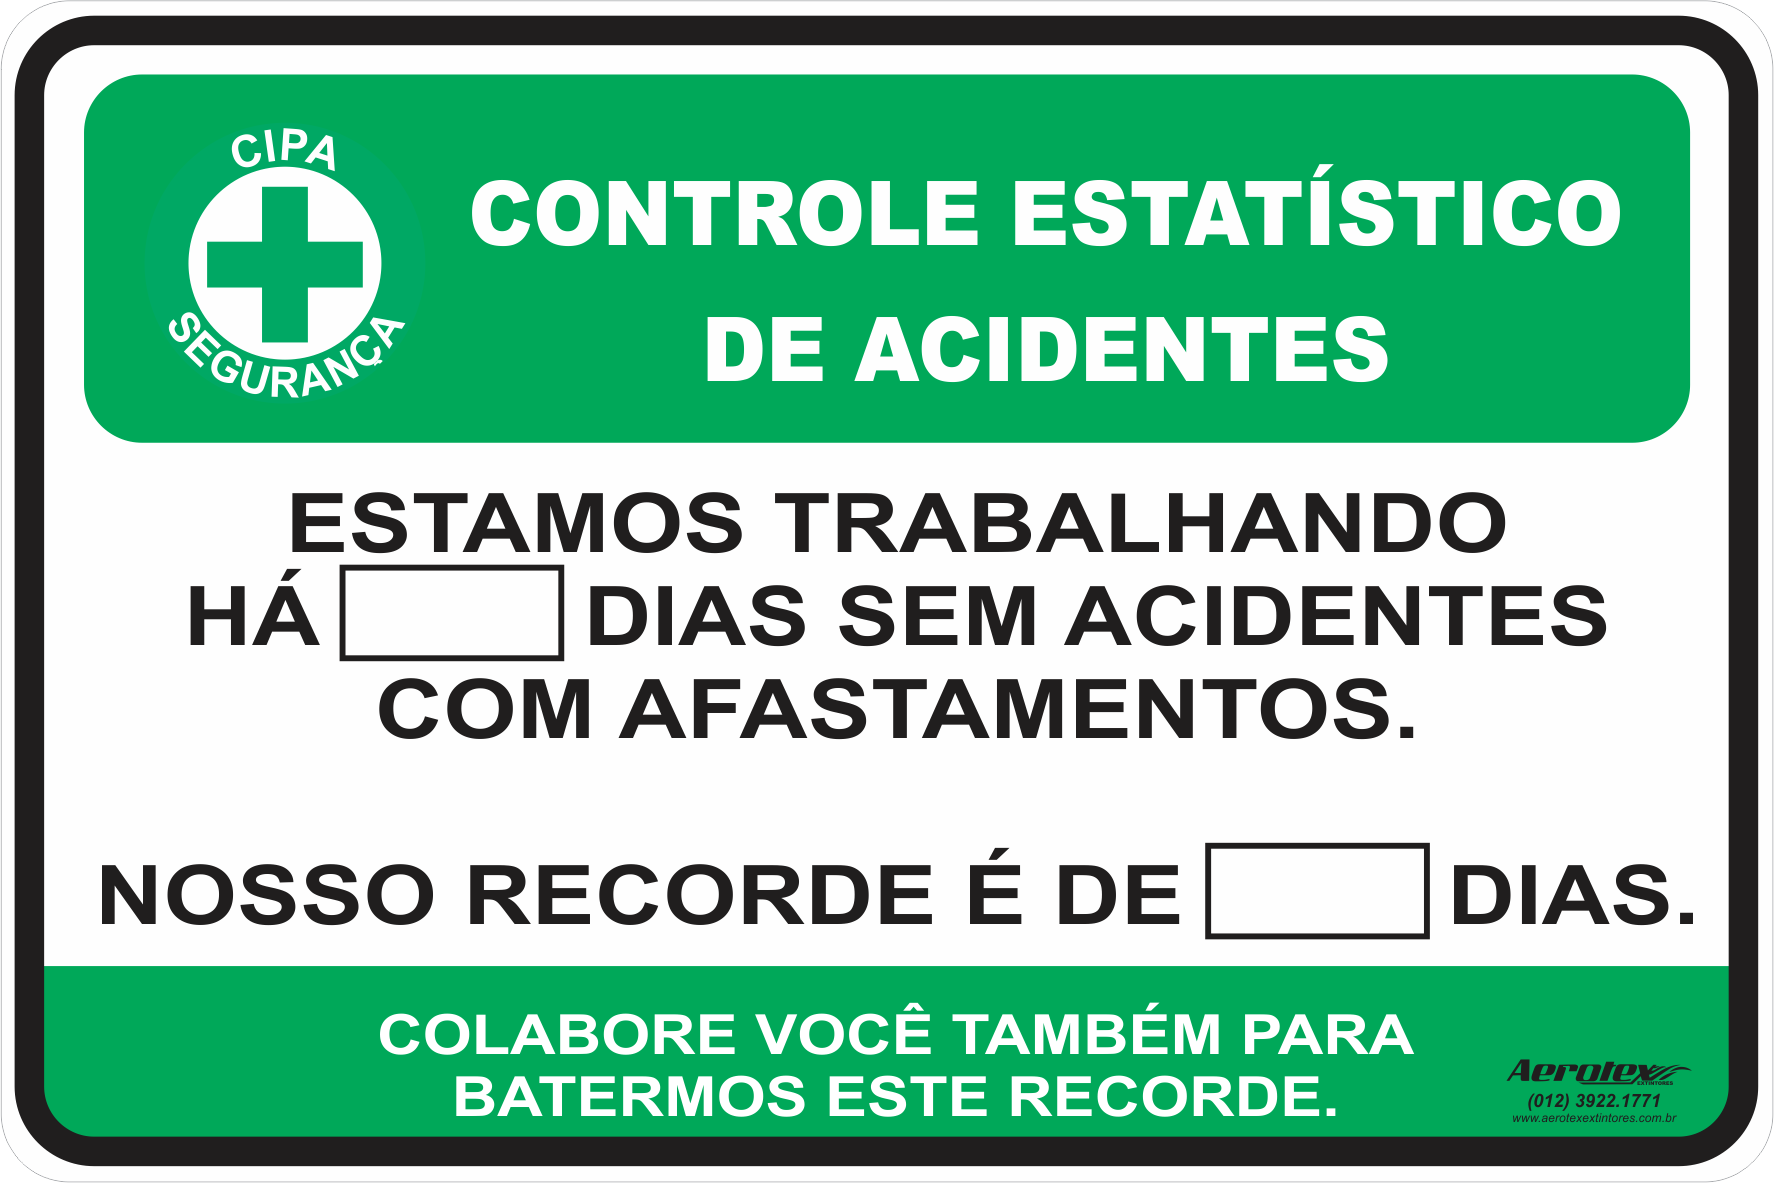 CIPA
SEGURANÇA
CONTROLE ESTATÍSTICO
DE ACIDENTES
ESTAMOS TRABALHANDO
HÁ DIAS SEM ACIDENTES
COM AFASTAMENTOS.
NOSSO RECORDE É DE DIAS.
COLABORE VOCÊ TAMBÉM PARA
BATERMOS ESTE RECORDE.
Aerotex
EXTINTORES
(012) 3922.1771
www.aerotexextintores.com.br